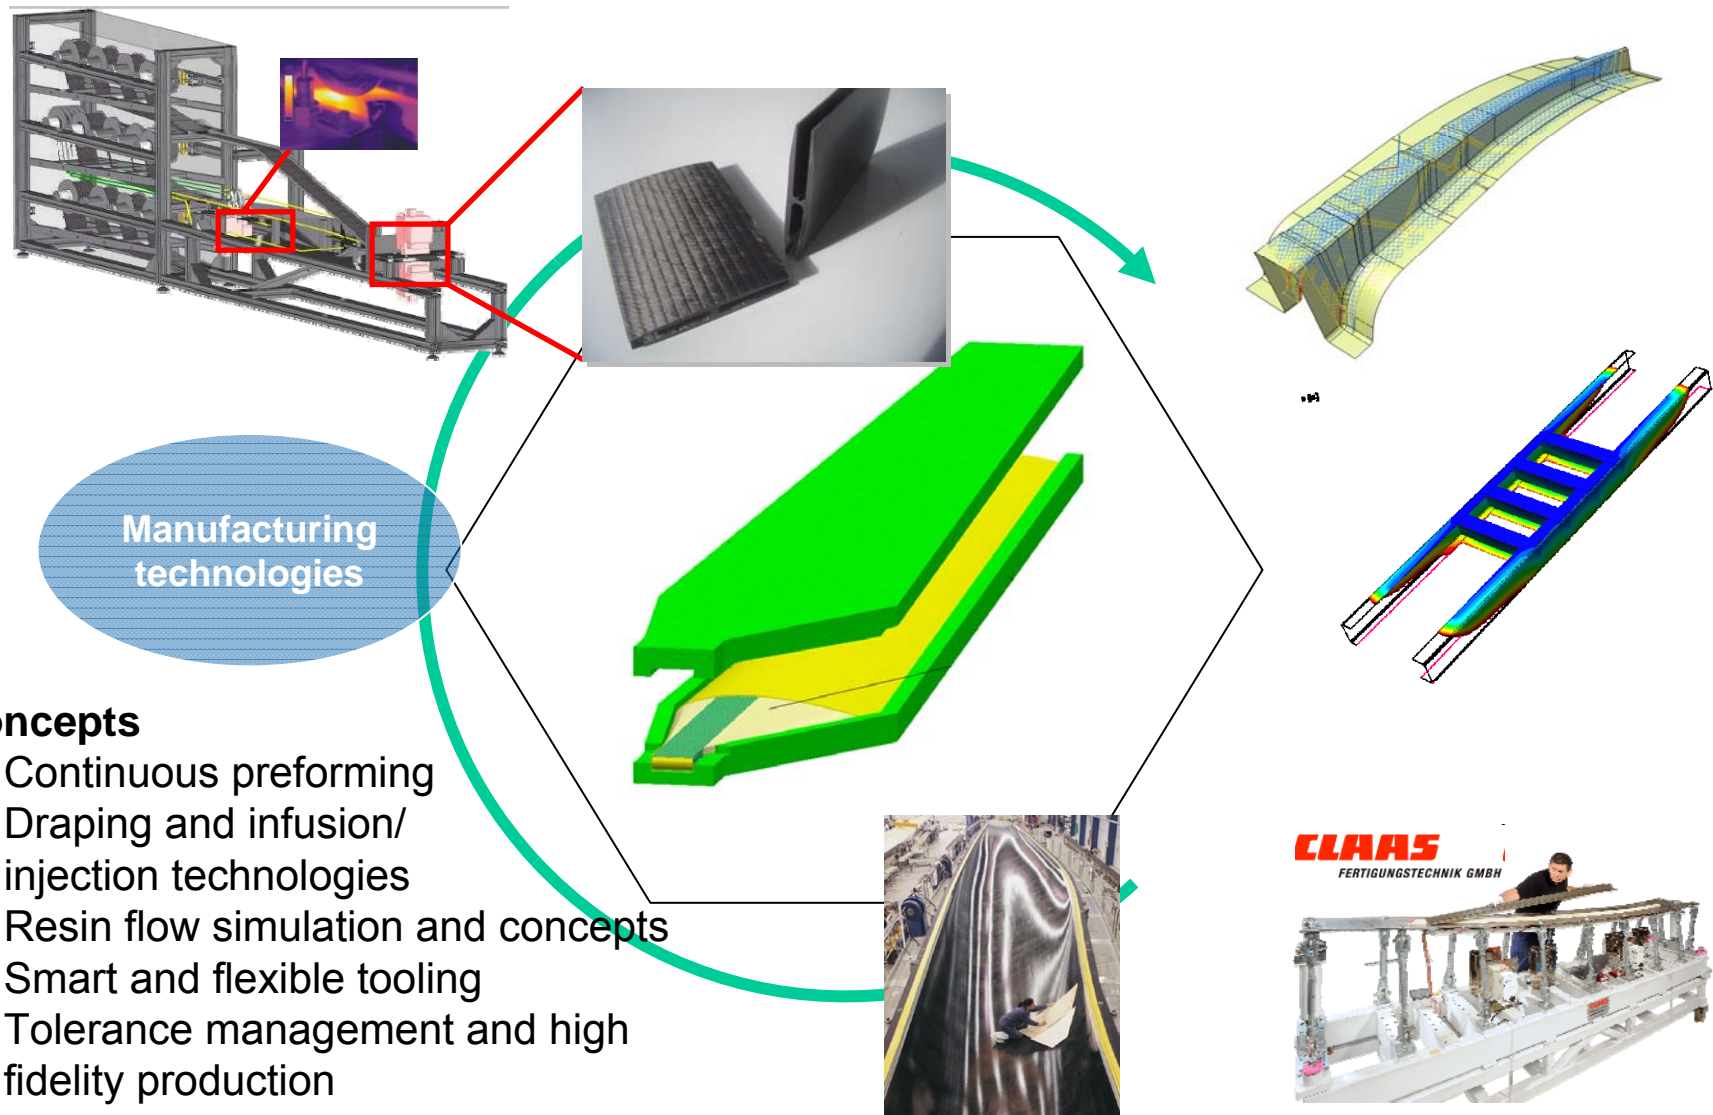 Manufacturing
technologies
oncepts
Continuous preforming
Draping and infusion/
injection technologies
Resin flow simulation and concepts
Smart and flexible tooling
Tolerance management and high
fidelity production
CLAAS
FERTIGUNGSTECHNIK GMBH